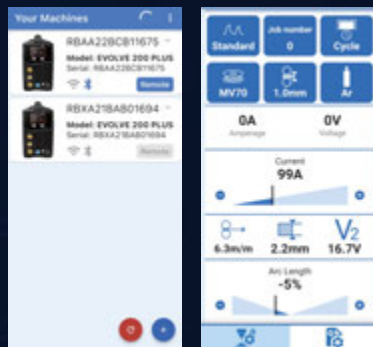 Your Machines
RBAA22BCB11675
Model: EVOLVE 200 PLUS
Serial: RBAA22BCB11675
Remote
RBXA21BAB01694
Model: EVOLVE 200 PLUS
Serial: RBXA21BAB01694
Remote
Standard
Job number
0
Cycle
MV70
1.0mm
Ar
0A
Amperage
0V
Voltage
Current
99A
6.3m/m
2.2mm
V2
16.7V
Arc Length
-5%